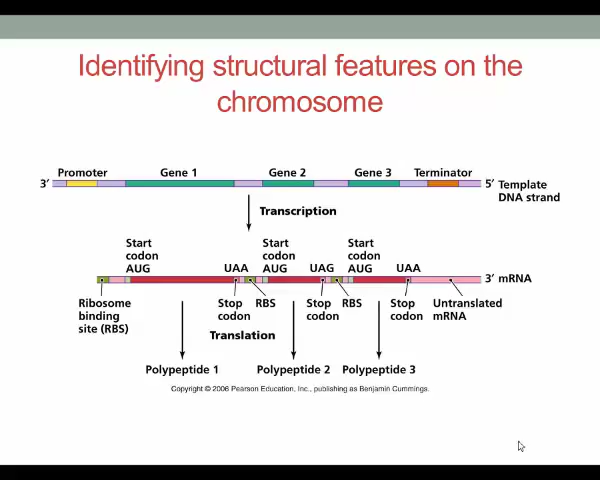 Identifying structural features on the
chromosome
Promoter Gene 1 Gene 2 Gene 3 Terminator
3′ 5′ Template
DNA strand
Transcription
Start
codon
AUG
Start
codon
AUG
Start
codon
AUG
UAA UAG UAA
3′ mRNA
Ribosome
binding
site (RBS)
Stop
codon
RBS
Stop
codon
RBS
Stop
codon
Untranslated
mRNA
Translation
Polypeptide 1 Polypeptide 2 Polypeptide 3
Copyright © 2006 Pearson Education, Inc., publishing as Benjamin Cummings.